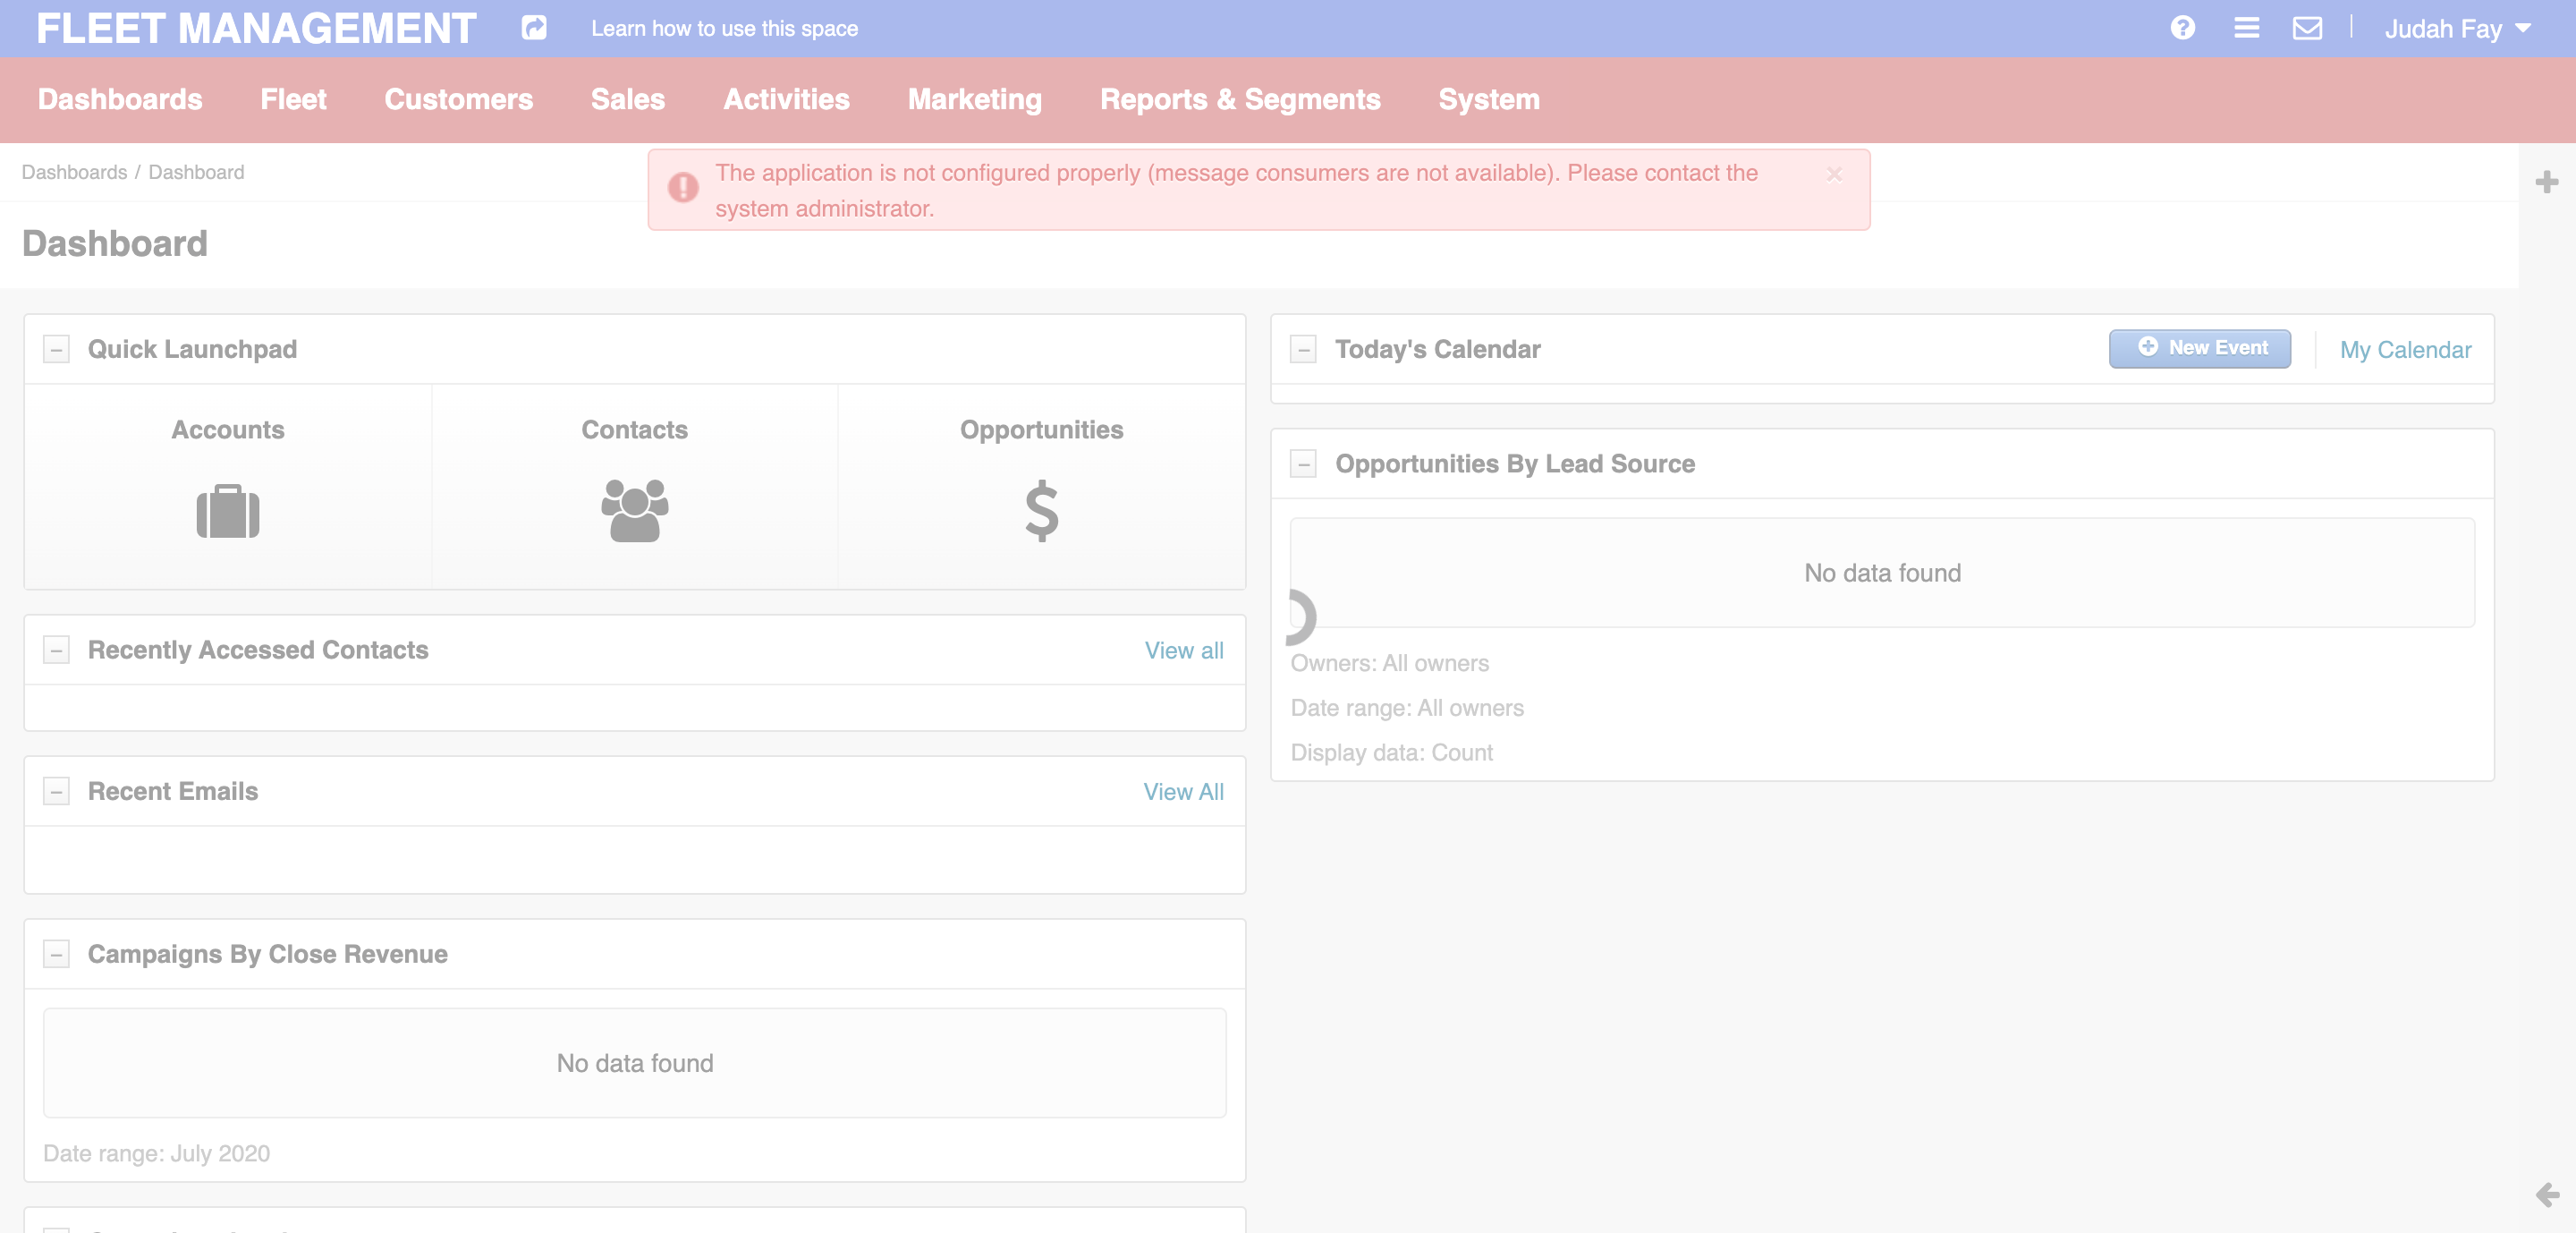 FLEET MANAGEMENT
Learn how to use this space
Judah Fay
Dashboards
Fleet
Customers
Sales
Activities
Marketing
Reports & Segments
System
Dashboards / Dashboard
The application is not configured properly (message consumers are not available). Please contact the
system administrator.
Dashboard
Quick Launchpad
Accounts
Contacts
Opportunities
Recently Accessed Contacts
View all
Recent Emails
View All
Campaigns By Close Revenue
No data found
Date range: July 2020
Today's Calendar
New Event
My Calendar
Opportunities By Lead Source
No data found
Owners: All owners
Date range: All owners
Display data: Count